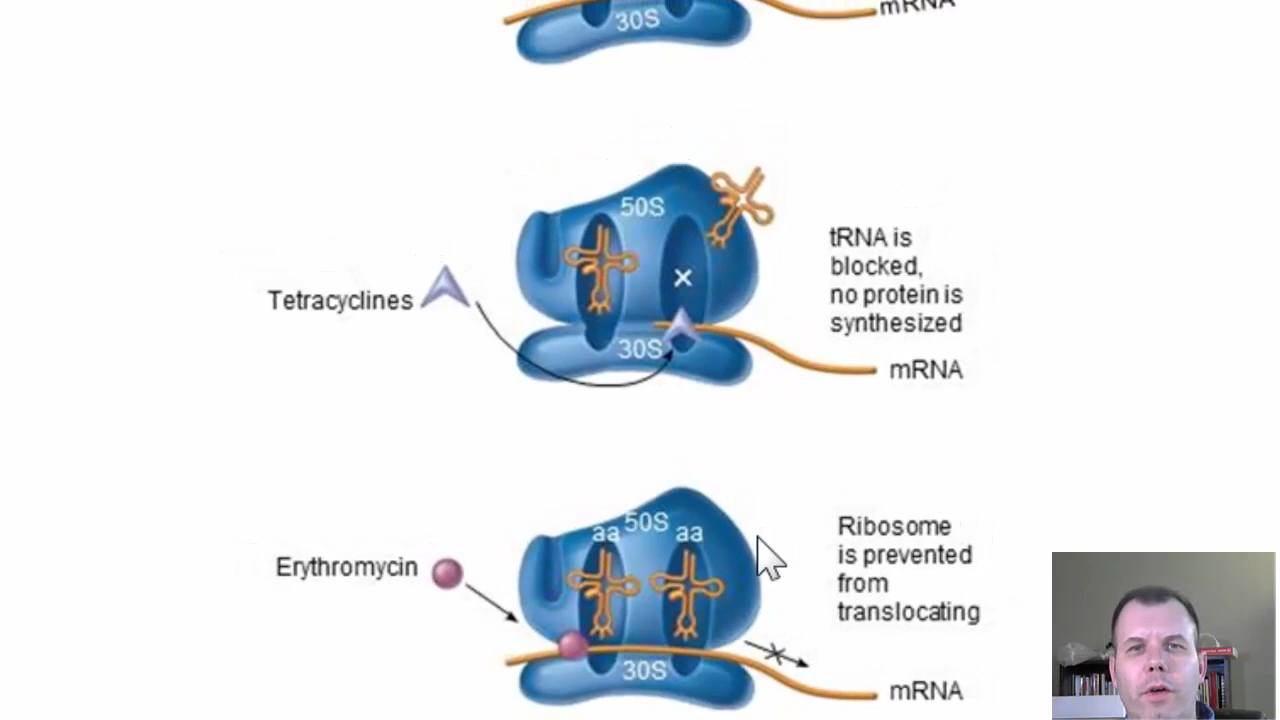 mRNA
30S
50S
tRNA is
blocked,
no protein is
synthesized
Tetracyclines
30S
mRNA
50S
aa aa
Ribosome
is prevented
from
translocating
Erythromycin
30S
mRNA